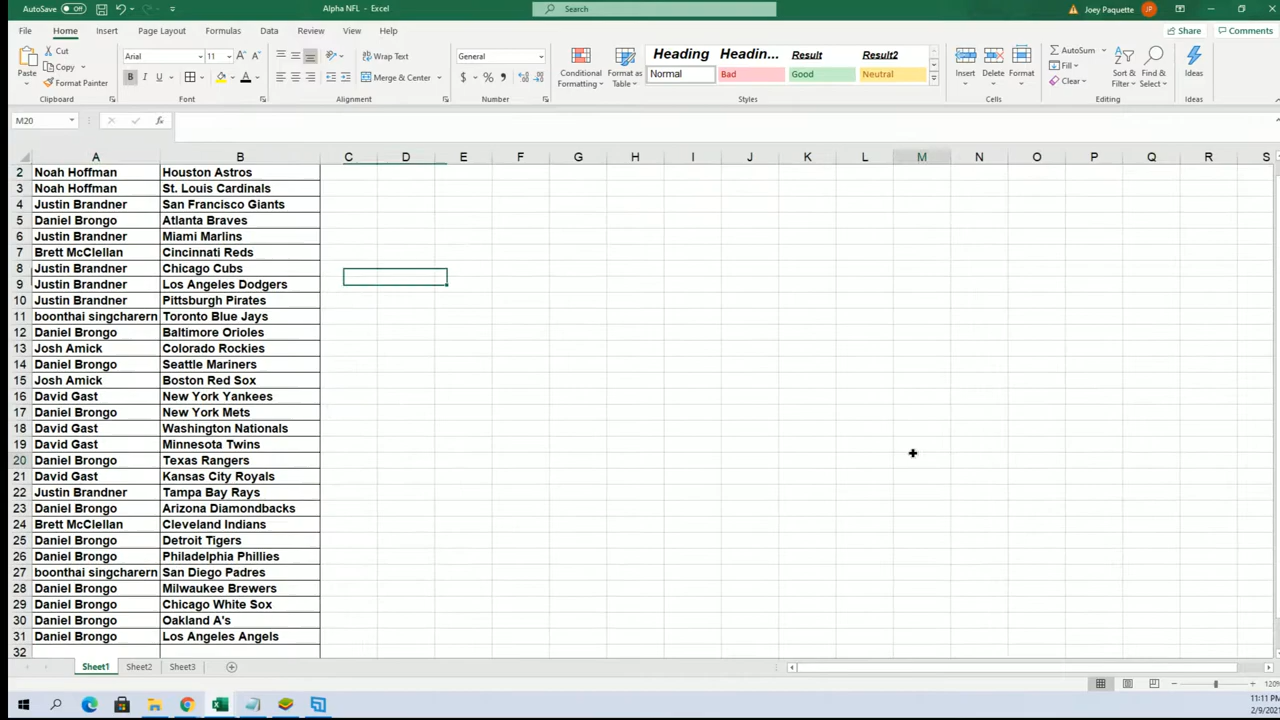 AutoSave Off Alpha NFL - Excel Search Joey Paquette JP
File Home Insert Page Layout Formulas Data Review View Help Share Comments
Paste Cut Copy Format Painter Clipboard
Arial 11 B I U A Font
Wrap Text Merge & Center Alignment
General $ % Number
Conditional Formatting Format as Table
Heading Headin... Result Result2
Normal Bad Good Neutral Styles
Insert Delete Format Cells
AutoSum Fill Clear Sort & Filter Find & Select Editing
Ideas Ideas
M20 fx
A B C D E F G H I J K L M N O P Q R S
2 Noah Hoffman Houston Astros
3 Noah Hoffman St. Louis Cardinals
4 Justin Brandner San Francisco Giants
5 Daniel Brongo Atlanta Braves
6 Justin Brandner Miami Marlins
7 Brett McClellan Cincinnati Reds
8 Justin Brandner Chicago Cubs
9 Justin Brandner Los Angeles Dodgers
10 Justin Brandner Pittsburgh Pirates
11 boonthai singcharern Toronto Blue Jays
12 Daniel Brongo Baltimore Orioles
13 Josh Amick Colorado Rockies
14 Daniel Brongo Seattle Mariners
15 Josh Amick Boston Red Sox
16 David Gast New York Yankees
17 Daniel Brongo New York Mets
18 David Gast Washington Nationals
19 David Gast Minnesota Twins
20 Daniel Brongo Texas Rangers
21 David Gast Kansas City Royals
22 Justin Brandner Tampa Bay Rays
23 Daniel Brongo Arizona Diamondbacks
24 Brett McClellan Cleveland Indians
25 Daniel Brongo Detroit Tigers
26 Daniel Brongo Philadelphia Phillies
27 boonthai singcharern San Diego Padres
28 Daniel Brongo Milwaukee Brewers
29 Daniel Brongo Chicago White Sox
30 Daniel Brongo Oakland A's
31 Daniel Brongo Los Angeles Angels
32
Sheet1 Sheet2 Sheet3
120%
11:11 PM
2/9/2021